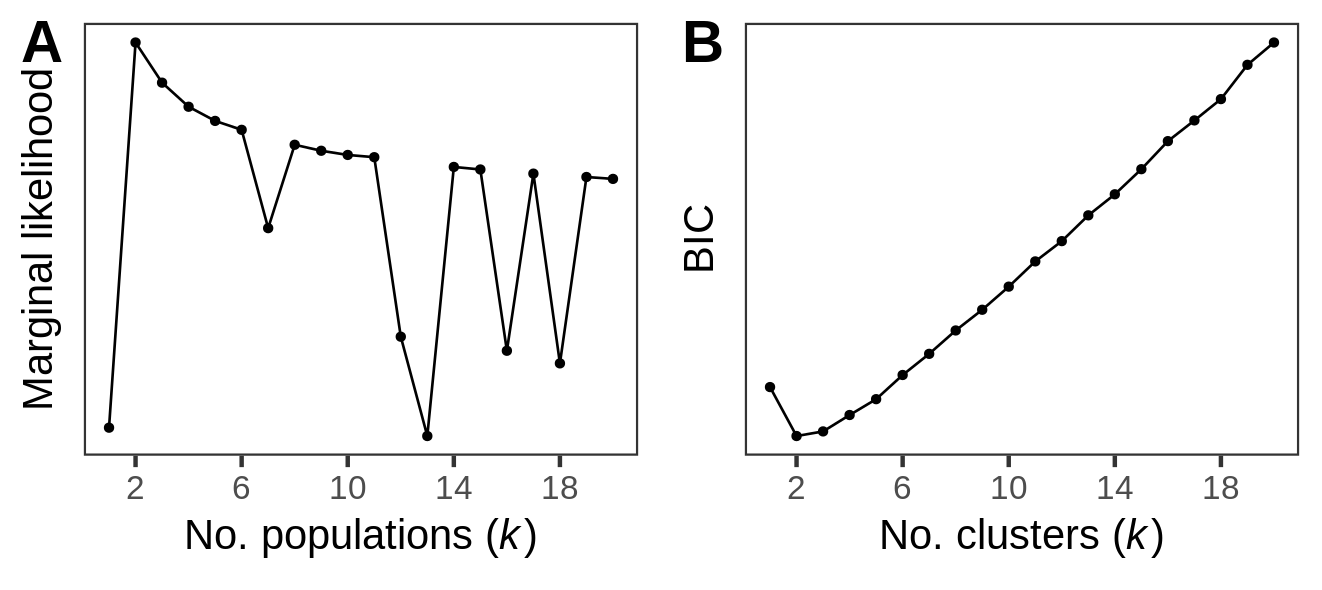 A
Marginal likelihood
2 6 10 14 18
No. populations (k)
B
BIC
2 6 10 14 18
No. clusters (k)